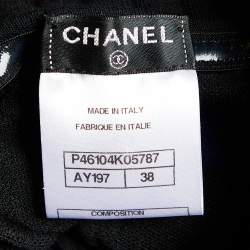 CHANEL
MADE IN ITALY
FABRIQUE EN ITALIE
P46104K05787
AY197 38
COMPOSITION